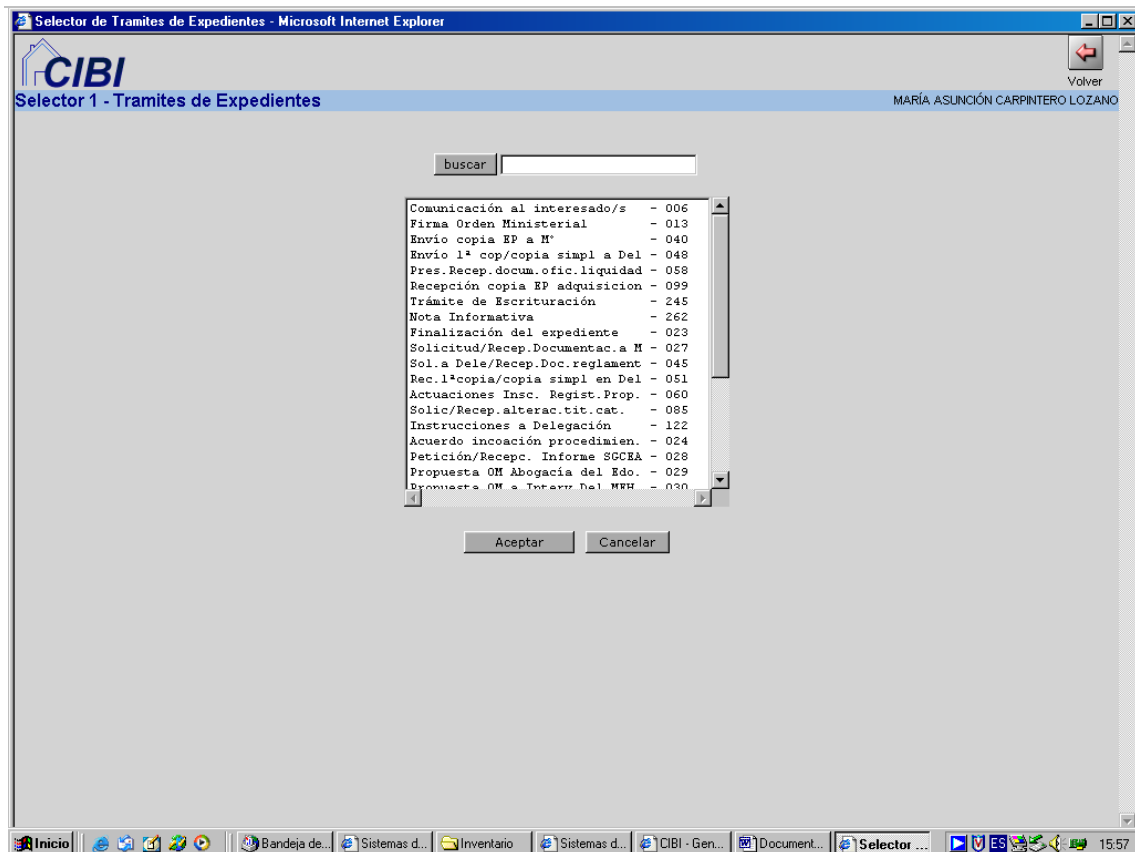 Selector de Tramites de Expedientes - Microsoft Internet Explorer
CIBI
Volver
Selector 1 - Tramites de Expedientes
MARÍA ASUNCIÓN CARPINTERO LOZANO
buscar
Comunicación al interesado/s - 006
Firma Orden Ministerial - 013
Envío copia EP a Mº - 040
Envío 1ª cop/copia simpl a Del - 048
Pres.Recep.docum.ofic.liquidad - 058
Recepción copia EP adquisicion - 099
Trámite de Escrituración - 245
Nota Informativa - 262
Finalización del expediente - 023
Solicitud/Recep.Documentac.a M - 027
Sol.a Dele/Recep.Doc.reglament - 045
Rec.1ªcopia/copia simpl en Del - 051
Actuaciones Insc. Regist.Prop. - 060
Solic/Recep.alterac.tit.cat. - 085
Instrucciones a Delegación - 122
Acuerdo incoación procedimien. - 024
Petición/Recepc. Informe SGCEA - 028
Propuesta OM Abogacía del Edo. - 029
Propuesta OM a Interv Del MEH - 030
Aceptar Cancelar
Inicio Bandeja de... Sistemas d... Inventario Sistemas d... CIBI - Gen... Document... Selector ... ES 15:57